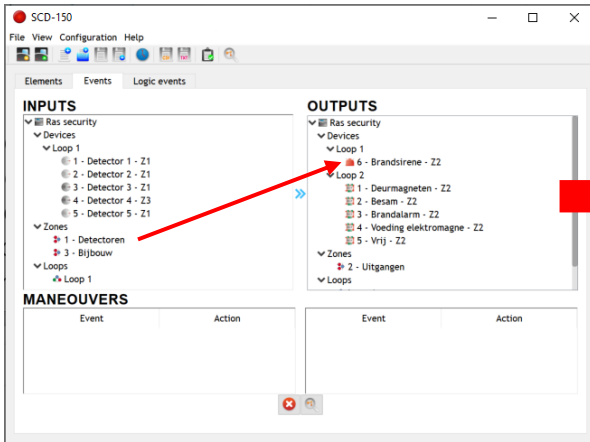 SCD-150
File View Configuration Help
Elements Events Logic events
INPUTS
Ras security
Devices
Loop 1
1 - Detector 1 - Z1
2 - Detector 2 - Z1
3 - Detector 3 - Z1
4 - Detector 4 - Z3
5 - Detector 5 - Z1
Zones
1 - Detectoren
3 - Bijbouw
Loops
Loop 1
OUTPUTS
Ras security
Devices
Loop 1
6 - Brandsirene - Z2
Loop 2
1 - Deurmagneten - Z2
2 - Besam - Z2
3 - Brandalarm - Z2
4 - Voeding elektromagne - Z2
5 - Vrij - Z2
Zones
2 - Uitgangen
Loops
MANEOUVERS
Event Action
Event Action